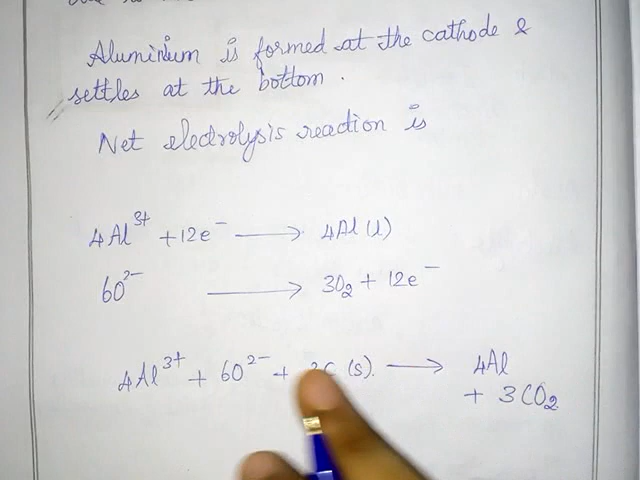 Aluminium is formed at the cathode &
settles at the bottom.
Net electrolysis reaction is
4Al³⁺ + 12e⁻ ⟶ 4Al (l)
6O²⁻ ⟶ 3O₂ + 12e⁻
4Al³⁺ + 6O²⁻ + 3C (s). ⟶ 4Al
+ 3CO₂